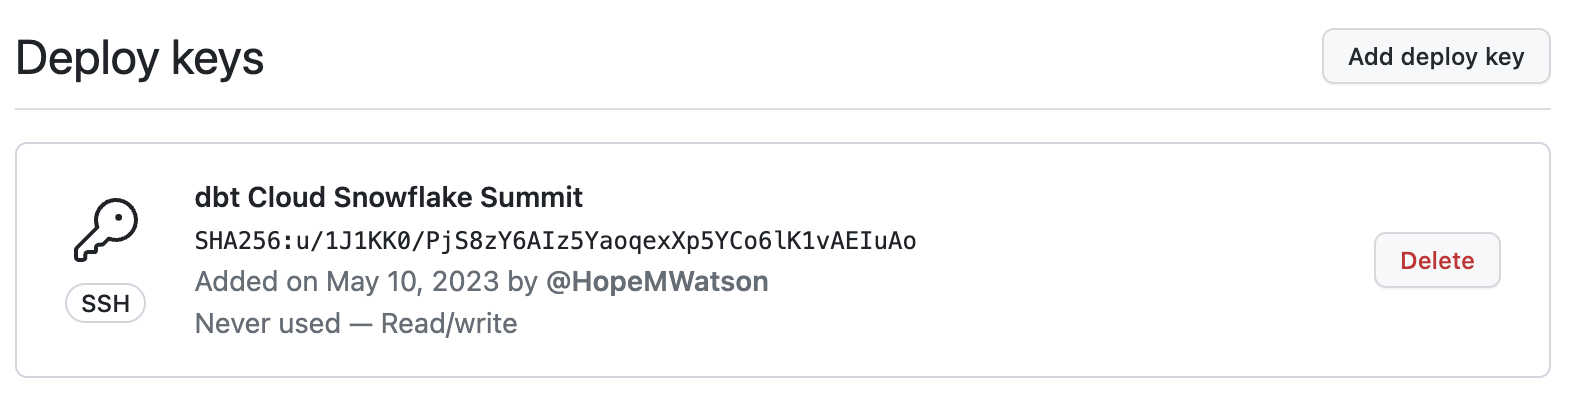 Deploy keys
Add deploy key
dbt Cloud Snowflake Summit
SHA256:u/1J1KK0/PjS8zY6AIz5YaoqexXp5YCo6lK1vAEIuAo
Added on May 10, 2023 by @HopeMWatson
Never used — Read/write
SSH
Delete